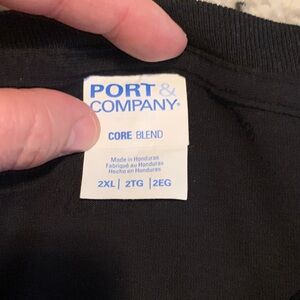 PORT &
COMPANY®
CORE BLEND
Made in Honduras
Fabriqué au Honduras
Hecho en Honduras
2XL | 2TG | 2EG